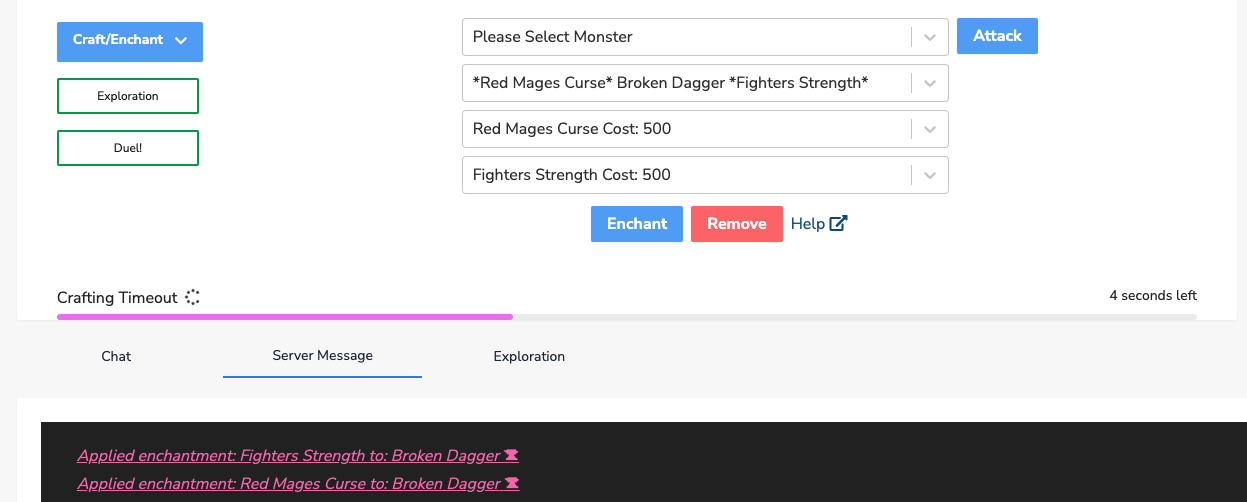 Craft/Enchant
Exploration
Duel!
Please Select Monster
Attack
*Red Mages Curse* Broken Dagger *Fighters Strength*
Red Mages Curse Cost: 500
Fighters Strength Cost: 500
Enchant
Remove
Help
Crafting Timeout
4 seconds left
Chat
Server Message
Exploration
Applied enchantment: Fighters Strength to: Broken Dagger
Applied enchantment: Red Mages Curse to: Broken Dagger